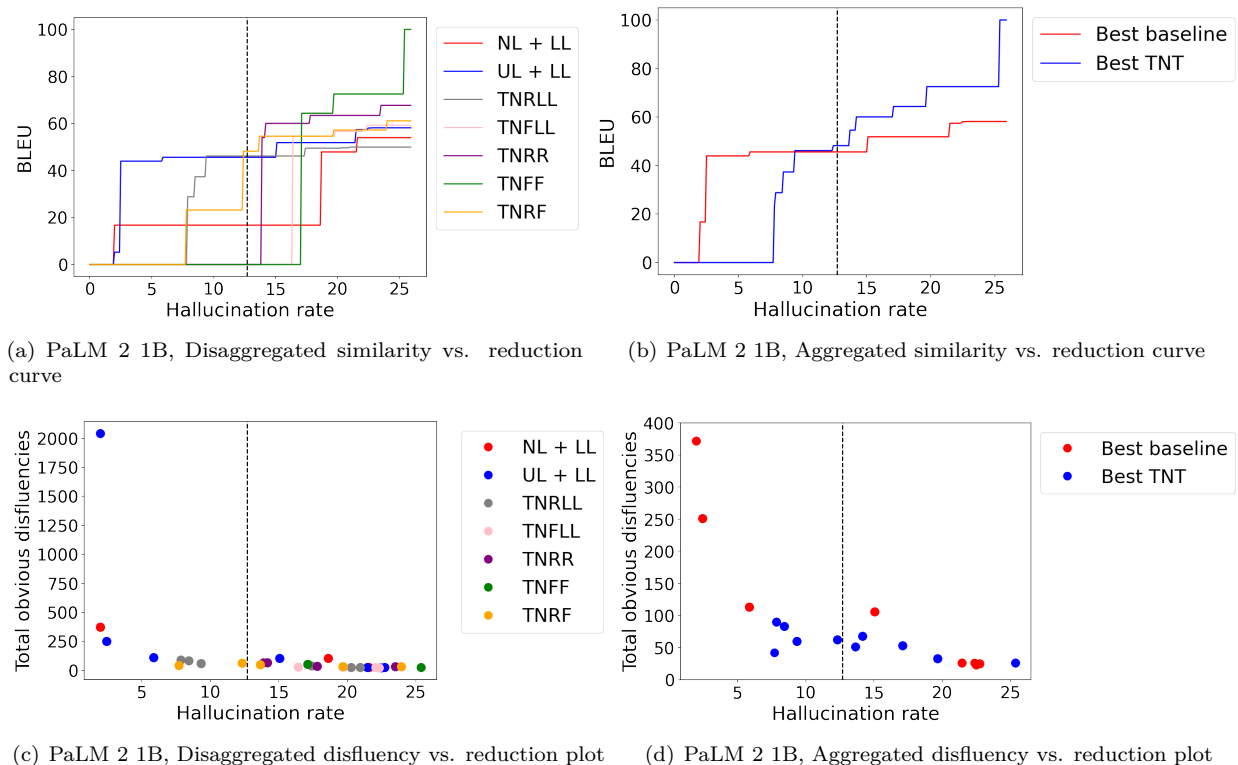 100
80
60
40
20
0
BLEU
0 5 10 15 20 25
Hallucination rate
NL + LL
UL + LL
TNRLL
TNFLL
TNRR
TNFF
TNRF
(a) PaLM 2 1B, Disaggregated similarity vs. reduction
curve
100
80
60
40
20
0
BLEU
0 5 10 15 20 25
Hallucination rate
Best baseline
Best TNT
(b) PaLM 2 1B, Aggregated similarity vs. reduction curve
2000
1750
1500
1250
1000
750
500
250
0
Total obvious disfluencies
5 10 15 20 25
Hallucination rate
NL + LL
UL + LL
TNRLL
TNFLL
TNRR
TNFF
TNRF
(c) PaLM 2 1B, Disaggregated disfluency vs. reduction plot
400
350
300
250
200
150
100
50
0
Total obvious disfluencies
5 10 15 20 25
Hallucination rate
Best baseline
Best TNT
(d) PaLM 2 1B, Aggregated disfluency vs. reduction plot